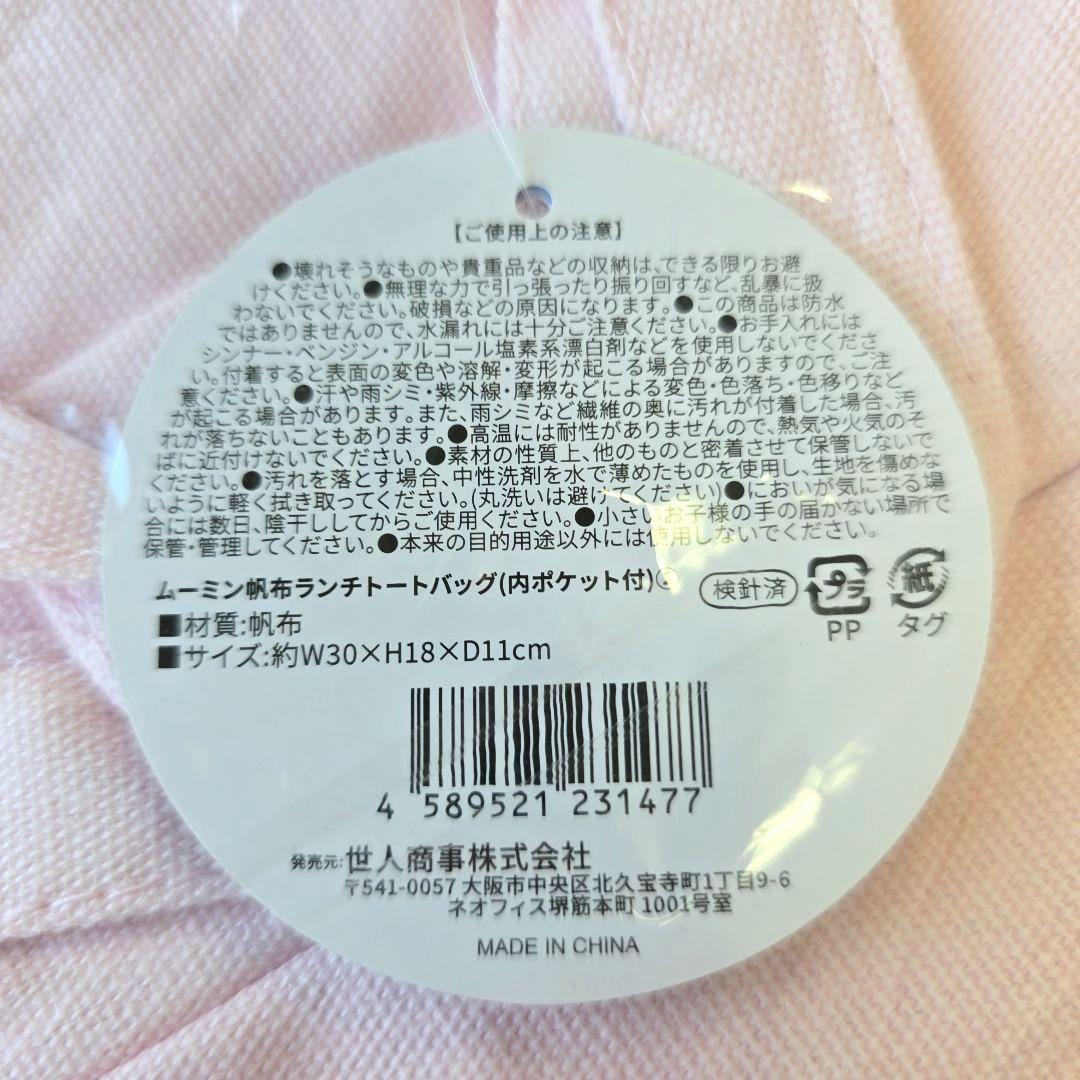 【ご使用上の注意】
●壊れそうなものや貴重品などの収納は、できる限りお避
けください。●無理な力で引っ張ったり振り回すなど、乱暴に扱
わないでください。破損などの原因になります。●この商品は防水
ではありませんので、水漏れには十分ご注意ください。●お手入れには
シンナー・ベンジン・アルコール塩素系漂白剤などを使用しないでくださ
い。付着すると表面の変色や溶解・変形が起こる場合がありますので、ご注
意ください。●汗や雨シミ・紫外線・摩擦などによる変色・色落ち・色移りなど
が起こる場合があります。また、雨シミなど繊維の奥に汚れが付着した場合、汚
れが落ちないこともあります。●高温には耐性がありませんので、熱気や火気のそ
ばに近付けないでください。●素材の性質上、他のものと密着させて保管しないで
ください。●汚れを落とす場合、中性洗剤を水で薄めたものを使用し、生地を傷めな
いように軽く拭き取ってください。(丸洗いは避けてください)●においが気になる場
合には数日、陰干ししてからご使用ください。●小さいお子様の手の届かない場所で
保管・管理してください。●本来の目的用途以外には使用しないでください。
ムーミン帆布ランチトートバッグ(内ポケット付)②
検針済
プラ
PP
紙
タグ
■材質:帆布
■サイズ:約W30×H18×D11cm
4 589521 231477
発売元:世人商事株式会社
〒541-0057 大阪市中央区北久宝寺町1丁目9-6
ネオフィス堺筋本町 1001号室
MADE IN CHINA